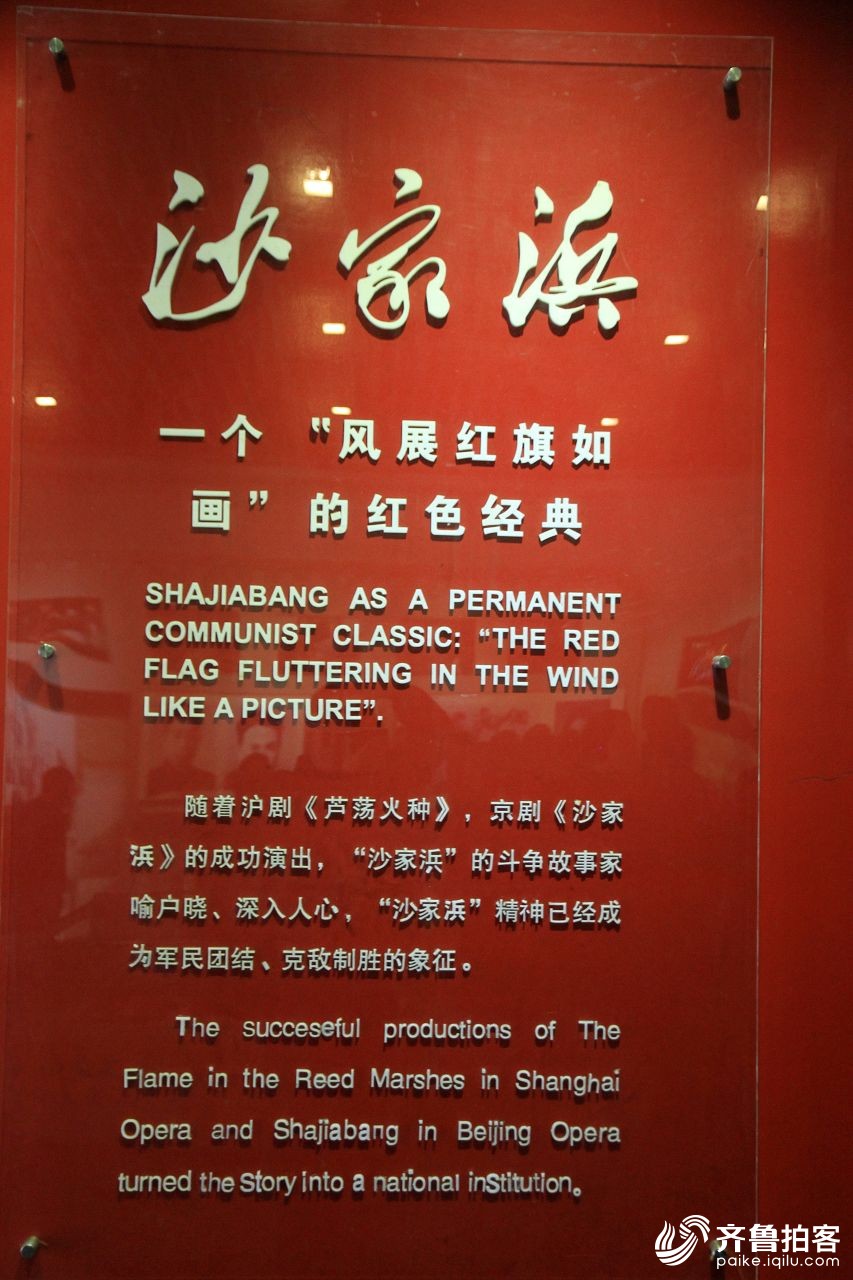 沙家浜
一个 “风展红旗如
画” 的红色经典
SHAJIABANG AS A PERMANENT
COMMUNIST CLASSIC: “THE RED
FLAG FLUTTERING IN THE WIND
LIKE A PICTURE”.
随着沪剧《芦荡火种》，京剧《沙家
浜》的成功演出，“沙家浜”的斗争故事家
喻户晓、深入人心，“沙家浜”精神已经成
为军民团结、克敌制胜的象征。
The succeseful productions of The
Flame in the Reed Marshes in Shanghai
Opera and Shajiabang in Beijing Opera
turned the Story into a national institution。
齐鲁拍客
paike.iqilu.com